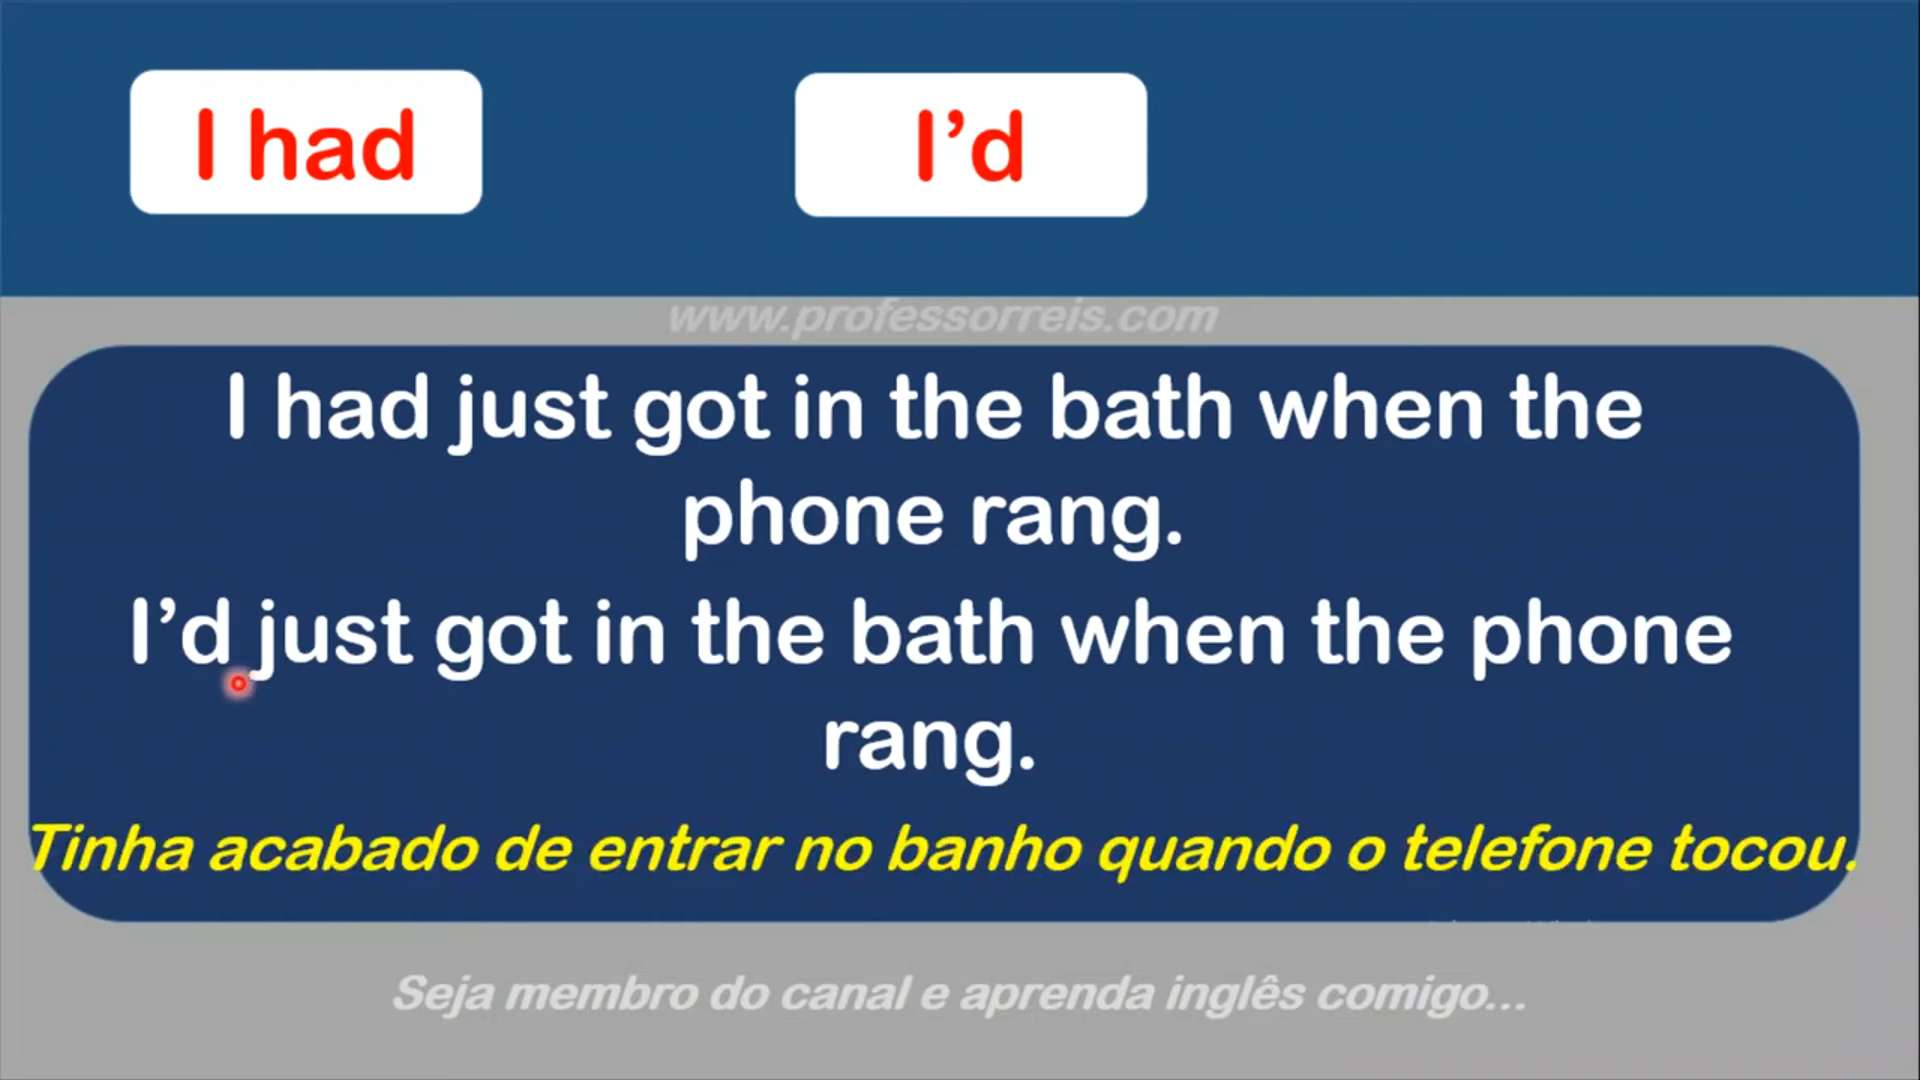 I had
I’d
www.professorreis.com
I had just got in the bath when the
phone rang.
I’d just got in the bath when the phone
rang.
Tinha acabado de entrar no banho quando o telefone tocou.
Seja membro do canal e aprenda inglês comigo...